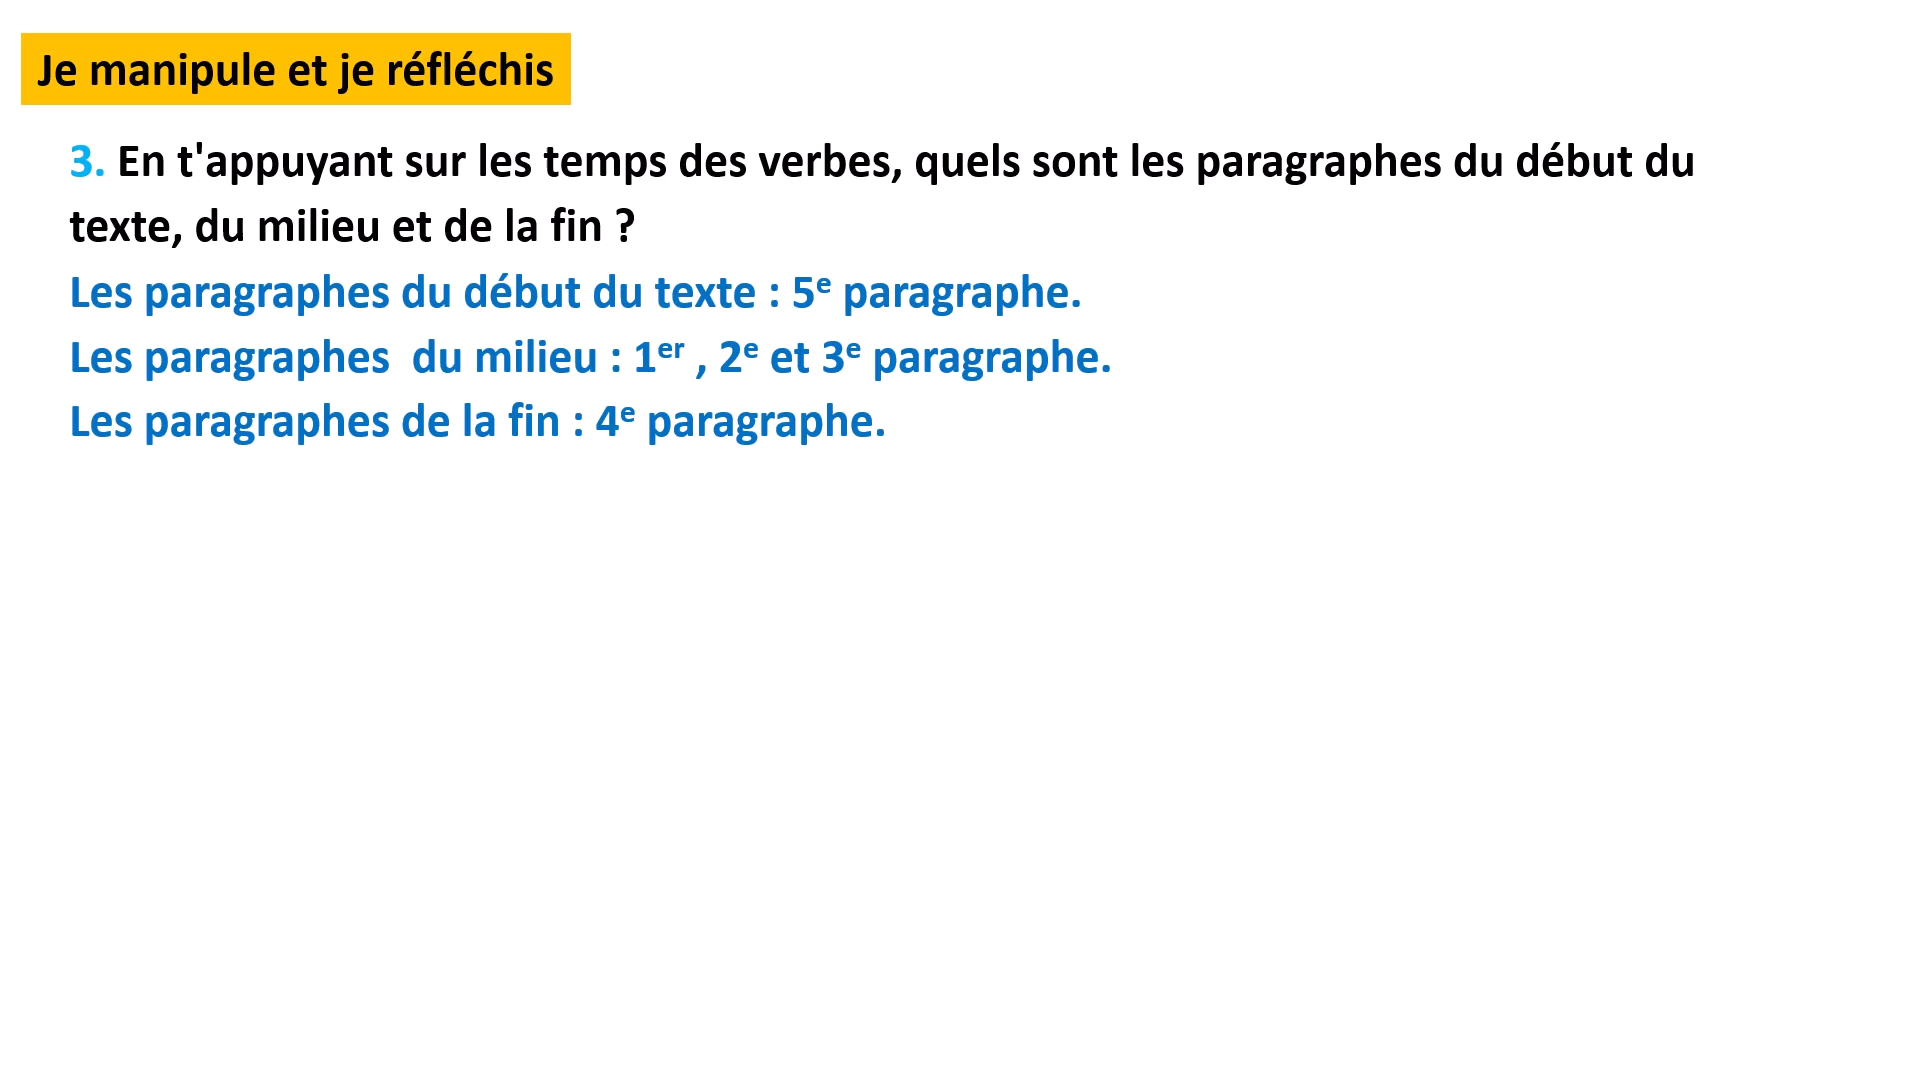 Je manipule et je réfléchis
3. En t'appuyant sur les temps des verbes, quels sont les paragraphes du début du
texte, du milieu et de la fin ?
Les paragraphes du début du texte : 5ᵉ paragraphe.
Les paragraphes  du milieu : 1ᵉʳ , 2ᵉ et 3ᵉ paragraphe.
Les paragraphes de la fin : 4ᵉ paragraphe.